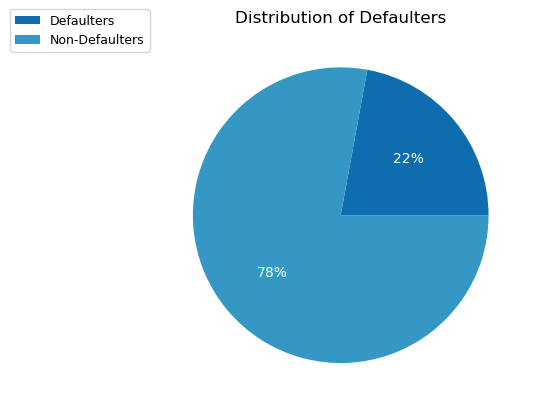 Distribution of Defaulters
Defaulters
Non-Defaulters
22%
78%